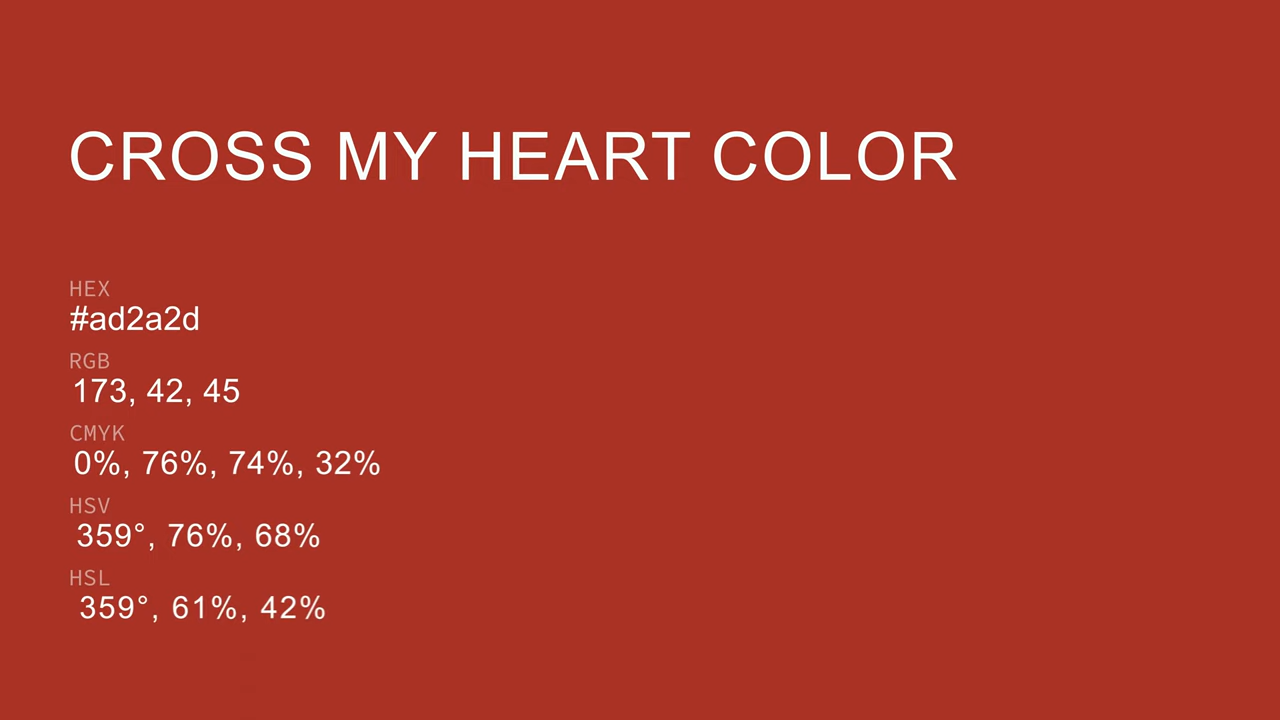 CROSS MY HEART COLOR
HEX
#ad2a2d
RGB
173, 42, 45
CMYK
0%, 76%, 74%, 32%
HSV
359°, 76%, 68%
HSL
359°, 61%, 42%